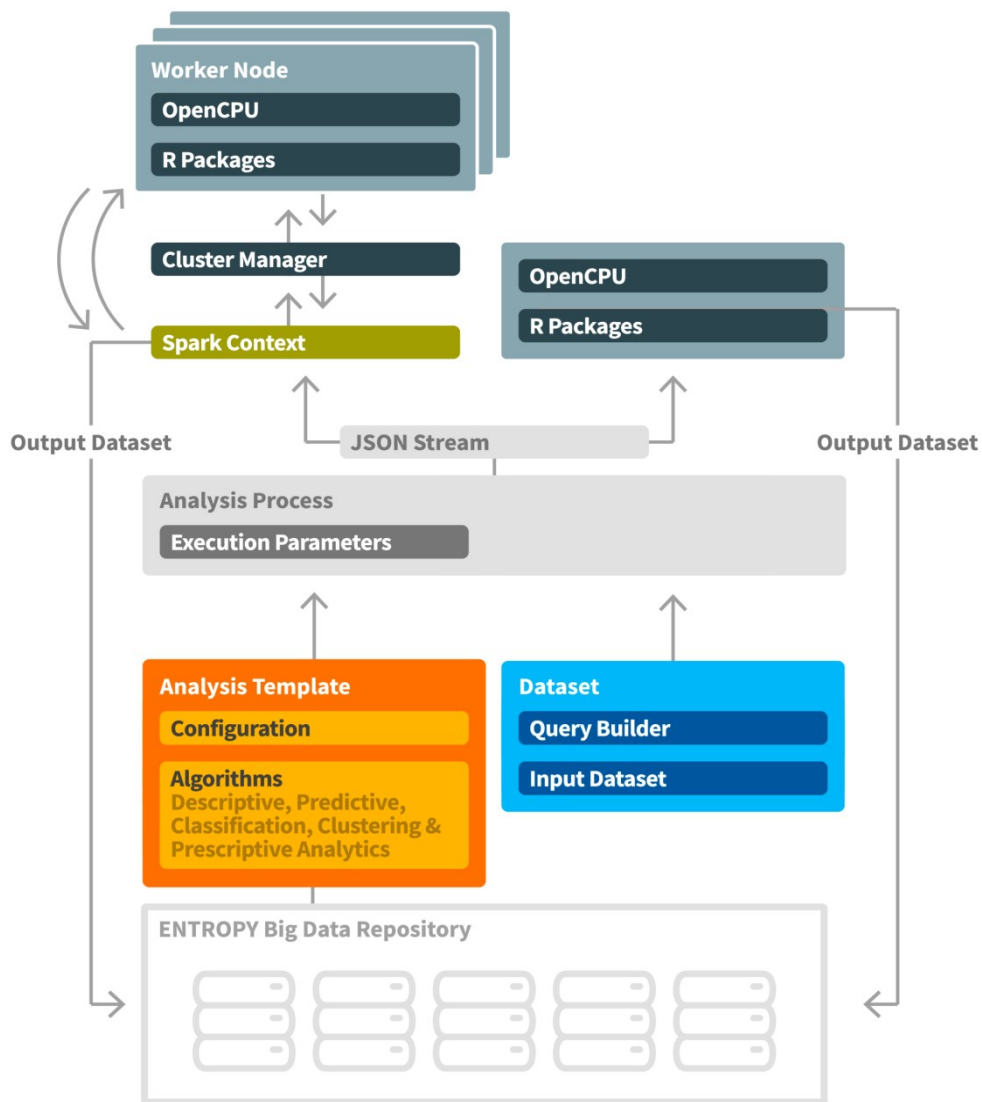 Worker Node
OpenCPU
R Packages
Cluster Manager
OpenCPU
R Packages
Spark Context
Output Dataset
JSON Stream
Output Dataset
Analysis Process
Execution Parameters
Analysis Template
Configuration
Algorithms
Descriptive, Predictive,
Classification, Clustering &
Prescriptive Analytics
Dataset
Query Builder
Input Dataset
ENTROPY Big Data Repository